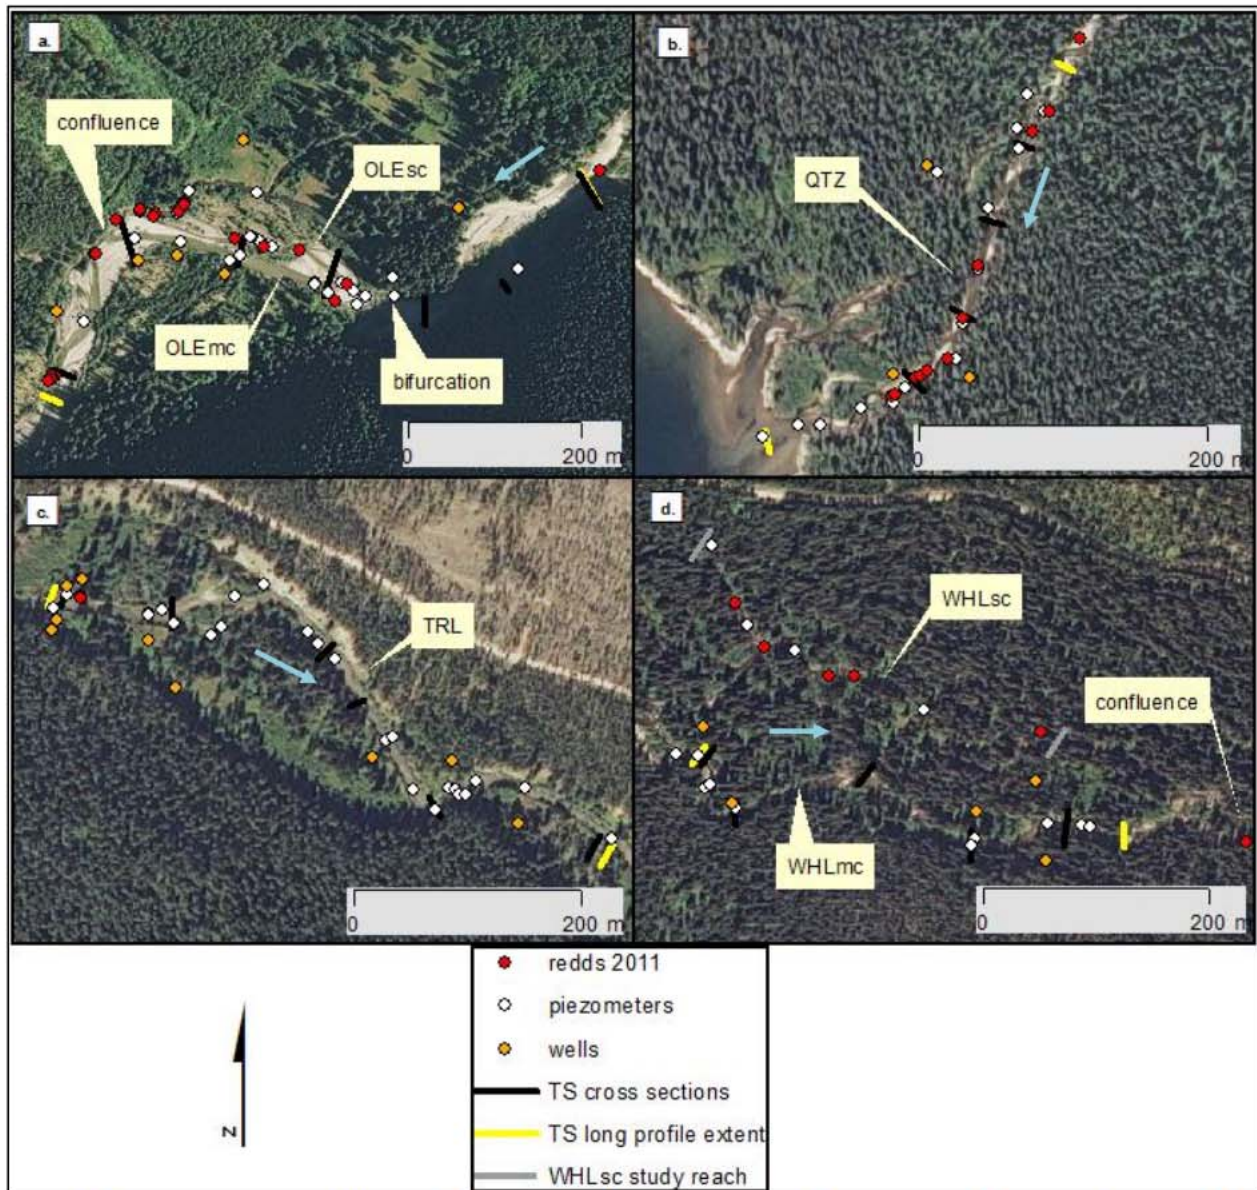 a.
confluence
OLEsc
OLEmc
bifurcation
0 200 m
b.
QTZ
0 200 m
c.
TRL
0 200 m
d.
WHLsc
confluence
WHLmc
0 200 m
redds 2011
piezometers
wells
TS cross sections
TS long profile extent
WHLsc study reach
N